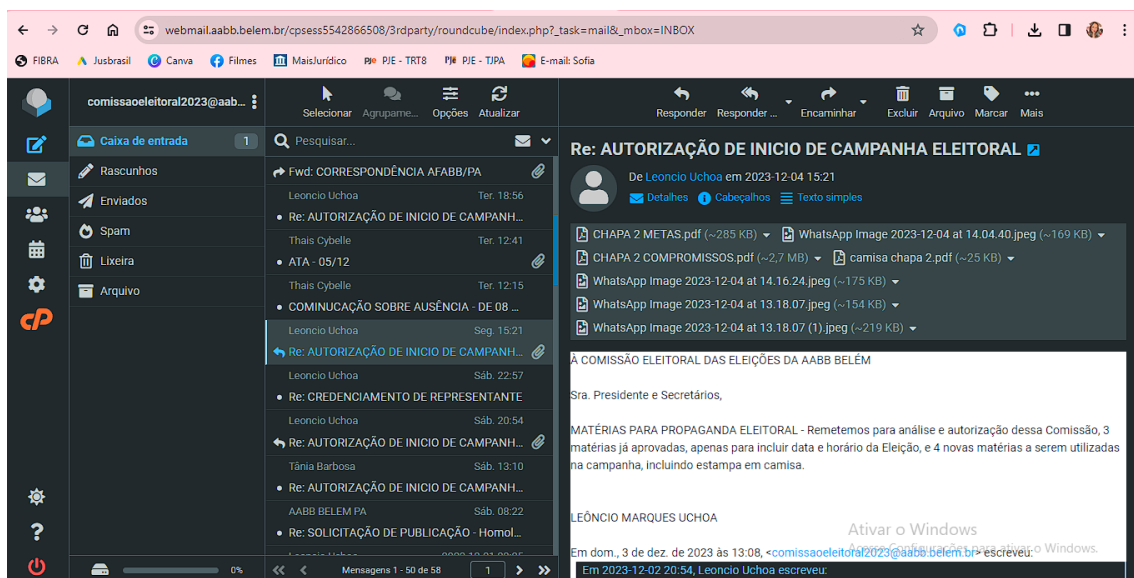 webmail.aabb.belem.br/cpsess5542866508/3rdparty/roundcube/index.php?_task=mail&_mbox=INBOX
FIBRA Jusbrasil Canva Filmes MaisJurídico PJe PJE - TRT8 PJE PJE - TJPA E-mail: Sofia
comissaoeleitoral2023@aab...
Caixa de entrada 1
Rascunhos
Enviados
Spam
Lixeira
Arquivo
0%
Selecionar Agrupame... Opções Atualizar
Pesquisar...
Fwd: CORRESPONDÊNCIA AFABB/PA
Leoncio Uchoa Ter. 18:56
• Re: AUTORIZAÇÃO DE INICIO DE CAMPANH...
Thais Cybelle Ter. 12:41
• ATA - 05/12
Thais Cybelle Ter. 12:15
• COMINUCAÇÃO SOBRE AUSÊNCIA - DE 08 ...
Leoncio Uchoa Seg. 15:21
Re: AUTORIZAÇÃO DE INICIO DE CAMPANH...
Leoncio Uchoa Sáb. 22:57
• Re: CREDENCIAMENTO DE REPRESENTANTE
Leoncio Uchoa Sáb. 20:54
Re: AUTORIZAÇÃO DE INICIO DE CAMPANH...
Tânia Barbosa Sáb. 13:10
• Re: AUTORIZAÇÃO DE INICIO DE CAMPANH...
AABB BELEM PA Sáb. 08:22
• Re: SOLICITAÇÃO DE PUBLICAÇÃO - Homol...
Mensagens 1 - 50 de 58 1
Responder Responder ... Encaminhar Excluir Arquivo Marcar Mais
Re: AUTORIZAÇÃO DE INICIO DE CAMPANHA ELEITORAL
De Leoncio Uchoa em 2023-12-04 15:21
Detalhes Cabeçalhos Texto simples
CHAPA 2 METAS.pdf (~285 KB) WhatsApp Image 2023-12-04 at 14.04.40.jpeg (~169 KB)
CHAPA 2 COMPROMISSOS.pdf (~2,7 MB) camisa chapa 2.pdf (~25 KB)
WhatsApp Image 2023-12-04 at 14.16.24.jpeg (~175 KB)
WhatsApp Image 2023-12-04 at 13.18.07.jpeg (~154 KB)
WhatsApp Image 2023-12-04 at 13.18.07 (1).jpeg (~219 KB)
À COMISSÃO ELEITORAL DAS ELEIÇÕES DA AABB BELÉM
Sra. Presidente e Secretários,
MATÉRIAS PARA PROPAGANDA ELEITORAL - Remetemos para análise e autorização dessa Comissão, 3
matérias já aprovadas, apenas para incluir data e horário da Eleição, e 4 novas matérias a serem utilizadas
na campanha, incluindo estampa em camisa.
LEÔNCIO MARQUES UCHOA
Ativar o Windows
Acesse Configurações para ativar o Windows.
Em dom., 3 de dez. de 2023 às 13:08, <comissaoeleitoral2023@aabb.belem.br> escreveu:
Em 2023-12-02 20:54, Leoncio Uchoa escreveu: